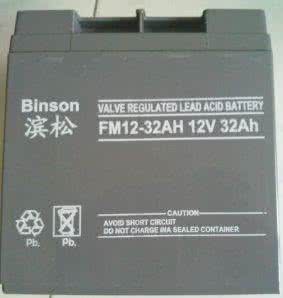 Binson
滨松
VALVE REGULATED LEAD ACID BATTERY
FM12-32AH 12V 32Ah
CAUTION
AVOID SHORT CIRCUIT
DO NOT CHARGE INA SEALED CONTAINER
Pb.
Pb.